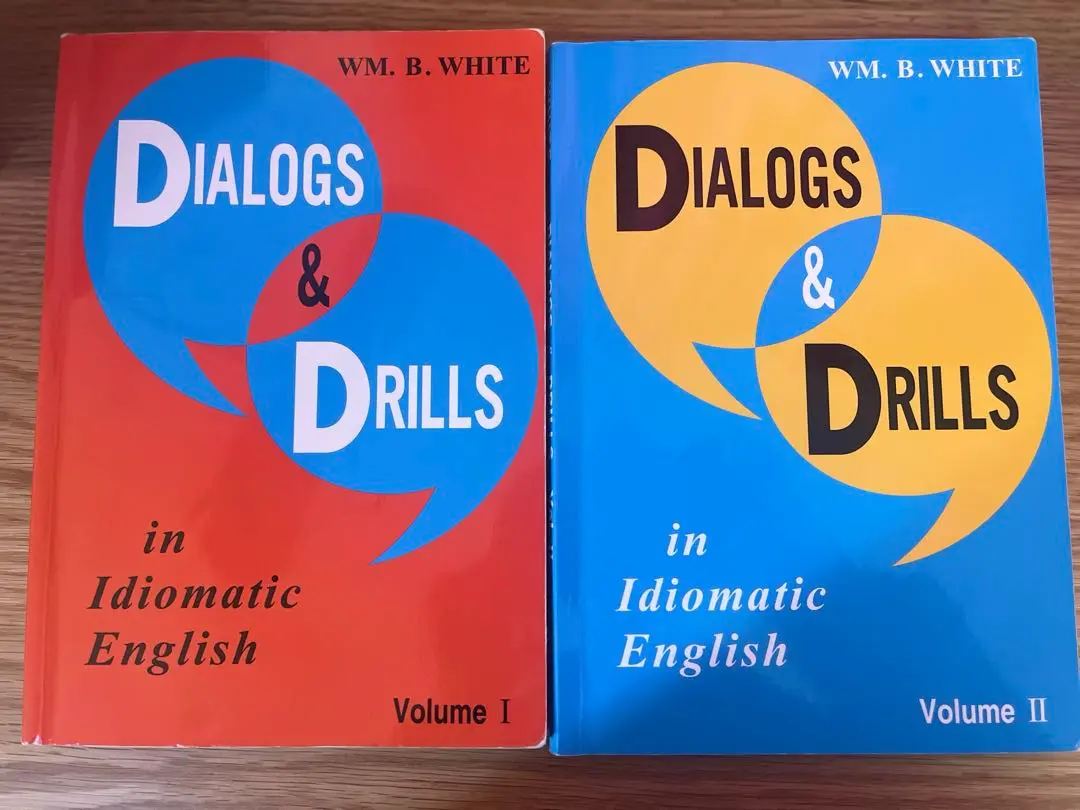 WM. B. WHITE
DIALOGS
&
DRILLS
in
Idiomatic
English
Volume I
WM. B. WHITE
DIALOGS
&
DRILLS
in
Idiomatic
English
Volume II